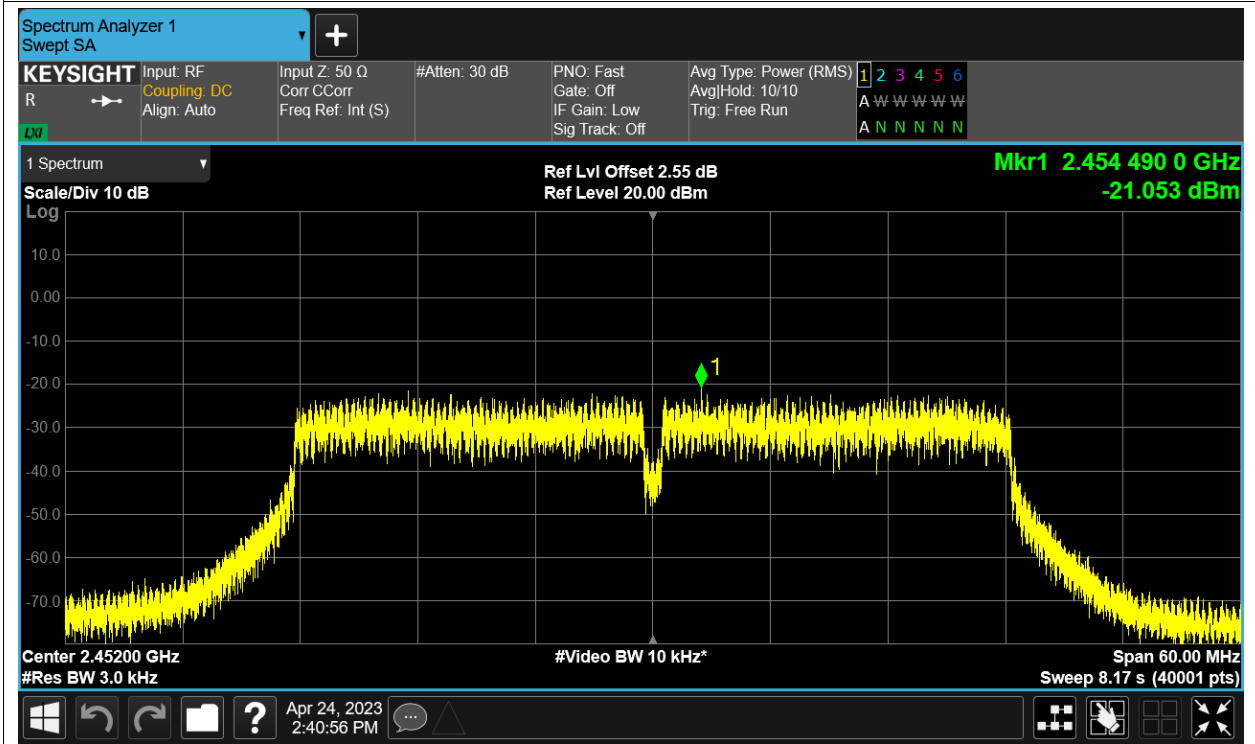 Spectrum Analyzer 1
Swept SA
+
KEYSIGHT
R
LXI
Input: RF
Coupling: DC
Align: Auto
Input Z: 50 Ω
Corr CCorr
Freq Ref: Int (S)
#Atten: 30 dB
PNO: Fast
Gate: Off
IF Gain: Low
Sig Track: Off
Avg Type: Power (RMS)
Avg|Hold: 10/10
Trig: Free Run
1 2 3 4 5 6
A W W W W W
A N N N N N
1 Spectrum
Scale/Div 10 dB
Log
Ref Lvl Offset 2.55 dB
Ref Level 20.00 dBm
Mkr1 2.454 490 0 GHz
-21.053 dBm
10.0
0.00
-10.0
-20.0
-30.0
-40.0
-50.0
-60.0
-70.0
1
Center 2.45200 GHz
#Res BW 3.0 kHz
#Video BW 10 kHz*
Span 60.00 MHz
Sweep 8.17 s (40001 pts)
?
Apr 24, 2023
2:40:56 PM